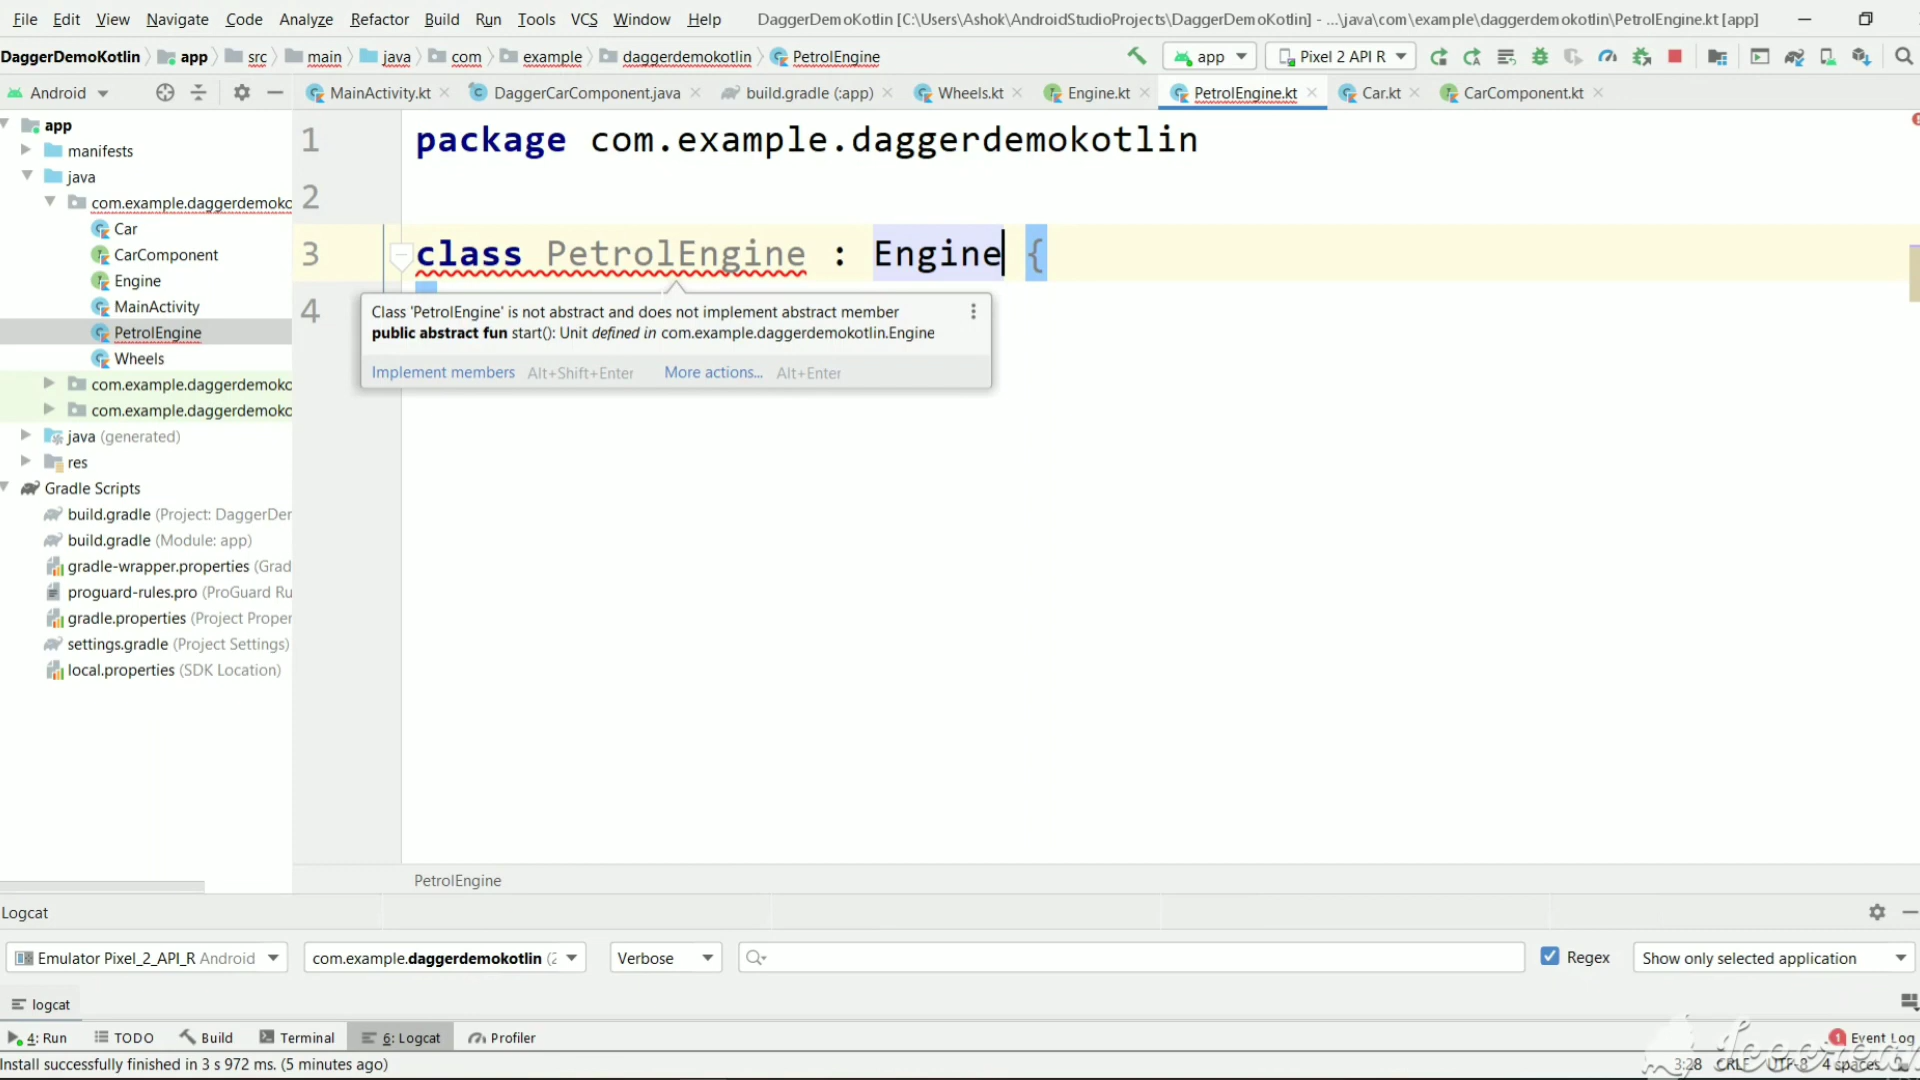 File Edit View Navigate Code Analyze Refactor Build Run Tools VCS Window Help DaggerDemoKotlin [C:\Users\Ashok\AndroidStudioProjects\DaggerDemoKotlin] - ...\java\com\example\daggerdemokotlin\PetrolEngine.kt [app]
DaggerDemoKotlin app src main java com example daggerdemokotlin PetrolEngine app Pixel 2 API R
Android MainActivity.kt DaggerCarComponent.java build.gradle (:app) Wheels.kt Engine.kt PetrolEngine.kt Car.kt CarComponent.kt
app
manifests
java
com.example.daggerdemoko
Car
CarComponent
Engine
MainActivity
PetrolEngine
Wheels
com.example.daggerdemoko
com.example.daggerdemoko
java (generated)
res
Gradle Scripts
build.gradle (Project: DaggerDer
build.gradle (Module: app)
gradle-wrapper.properties (Grad
proguard-rules.pro (ProGuard Ru
gradle.properties (Project Proper
settings.gradle (Project Settings)
local.properties (SDK Location)
1 package com.example.daggerdemokotlin
2
3 class PetrolEngine : Engine {
4
Class 'PetrolEngine' is not abstract and does not implement abstract member
public abstract fun start(): Unit defined in com.example.daggerdemokotlin.Engine
Implement members Alt+Shift+Enter More actions... Alt+Enter
PetrolEngine
Logcat
Emulator Pixel_2_API_R Android com.example.daggerdemokotlin (2 Verbose Regex Show only selected application
logcat
4: Run TODO Build Terminal 6: Logcat Profiler 1 Event Log
Install successfully finished in 3 s 972 ms. (5 minutes ago) 3:28 CRLF UTF-8 4 spaces